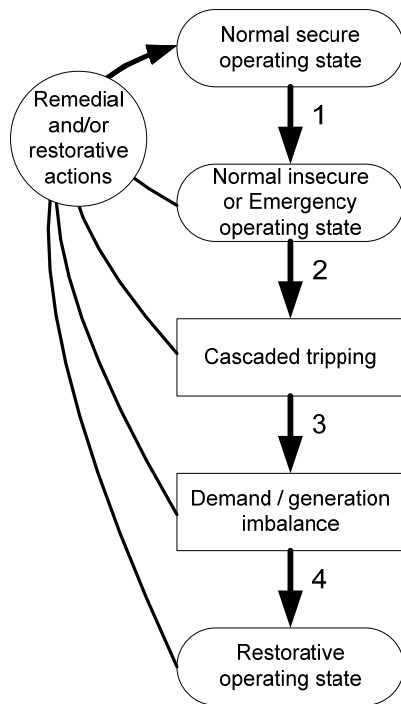 Normal secure
operating state
Remedial
and/or
restorative
actions
1
Normal insecure
or Emergency
operating state
2
Cascaded tripping
3
Demand / generation
imbalance
4
Restorative
operating state